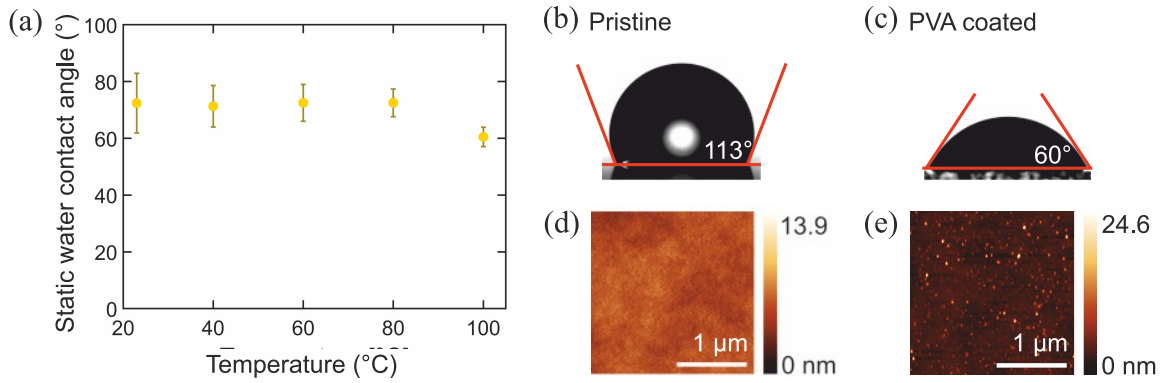 (a)
Static water contact angle (°)
100
80
60
40
20
0
20 40 60 80 100
Temperature (°C)
(b) Pristine
113°
(c) PVA coated
60°
(d)
13.9
1 μm
0 nm
(e)
24.6
1 μm
0 nm